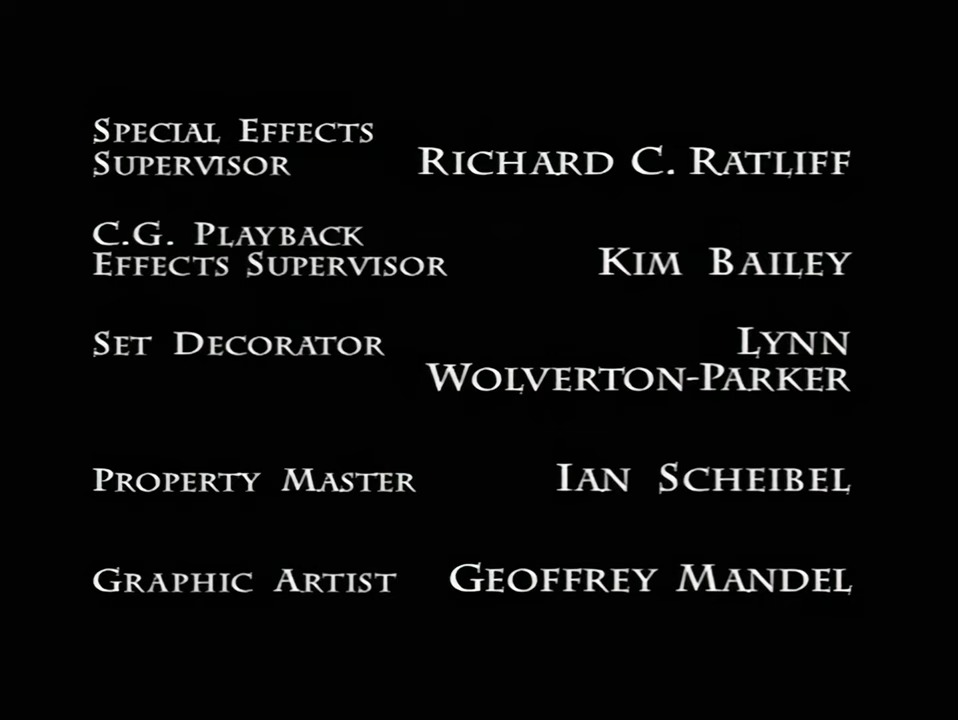 Special Effects
Supervisor Richard C. Ratliff
C.G. Playback
Effects Supervisor Kim Bailey
Set Decorator Lynn
Wolverton-Parker
Property Master Ian Scheibel
Graphic Artist Geoffrey Mandel